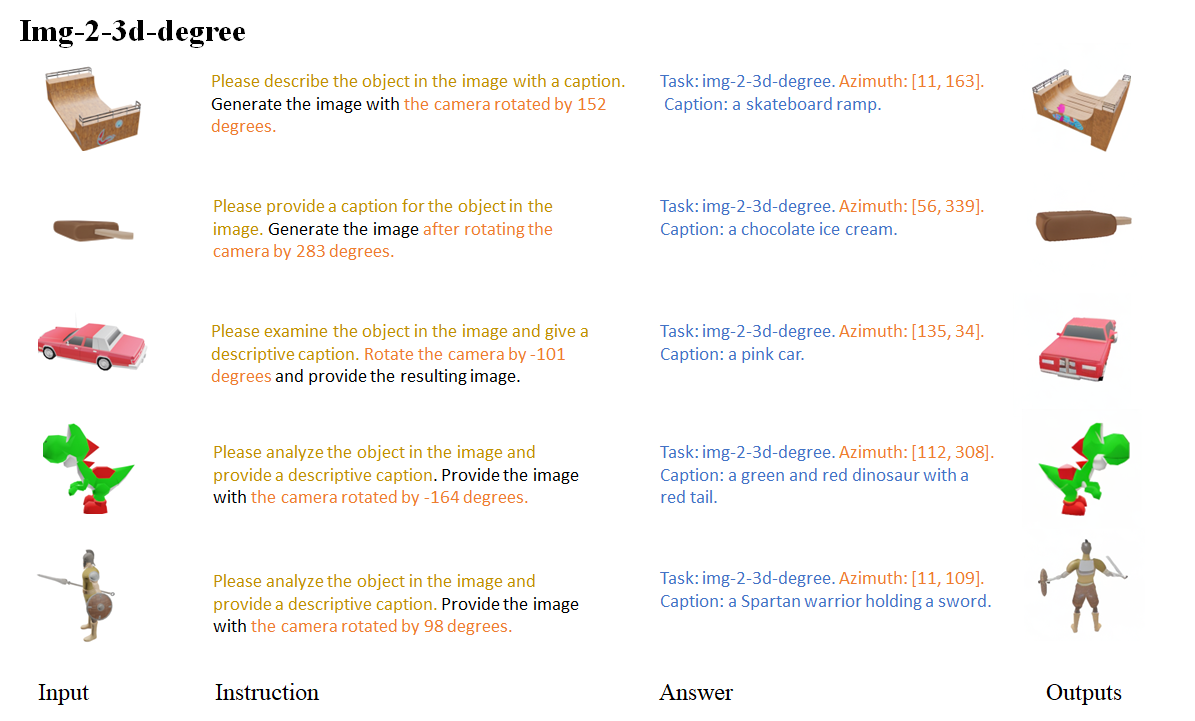 Img-2-3d-degree
Please describe the object in the image with a caption.
Generate the image with the camera rotated by 152
degrees.
Task: img-2-3d-degree. Azimuth: [11, 163].
Caption: a skateboard ramp.
Please provide a caption for the object in the
image. Generate the image after rotating the
camera by 283 degrees.
Task: img-2-3d-degree. Azimuth: [56, 339].
Caption: a chocolate ice cream.
Please examine the object in the image and give a
descriptive caption. Rotate the camera by -101
degrees and provide the resulting image.
Task: img-2-3d-degree. Azimuth: [135, 34].
Caption: a pink car.
Please analyze the object in the image and
provide a descriptive caption. Provide the image
with the camera rotated by -164 degrees.
Task: img-2-3d-degree. Azimuth: [112, 308].
Caption: a green and red dinosaur with a
red tail.
Please analyze the object in the image and
provide a descriptive caption. Provide the image
with the camera rotated by 98 degrees.
Task: img-2-3d-degree. Azimuth: [11, 109].
Caption: a Spartan warrior holding a sword.
Input
Instruction
Answer
Outputs